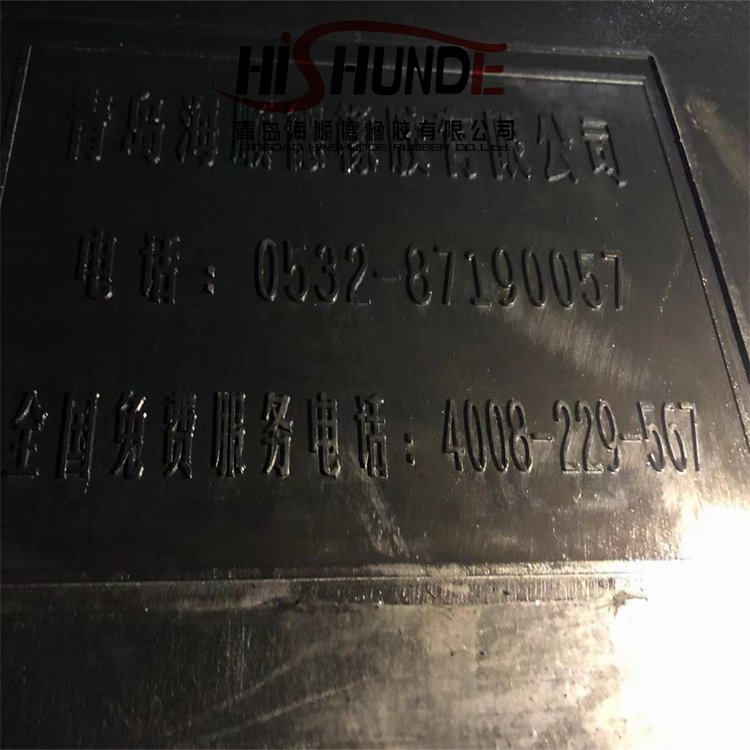 HISHUNDE
青岛海顺德橡胶有限公司
QINGDAO HAISHUNDE RUBBER CO.,LTD.
青岛海顺德橡胶有限公司
电话：0532-87190057
全国免费服务电话：4008-229-567